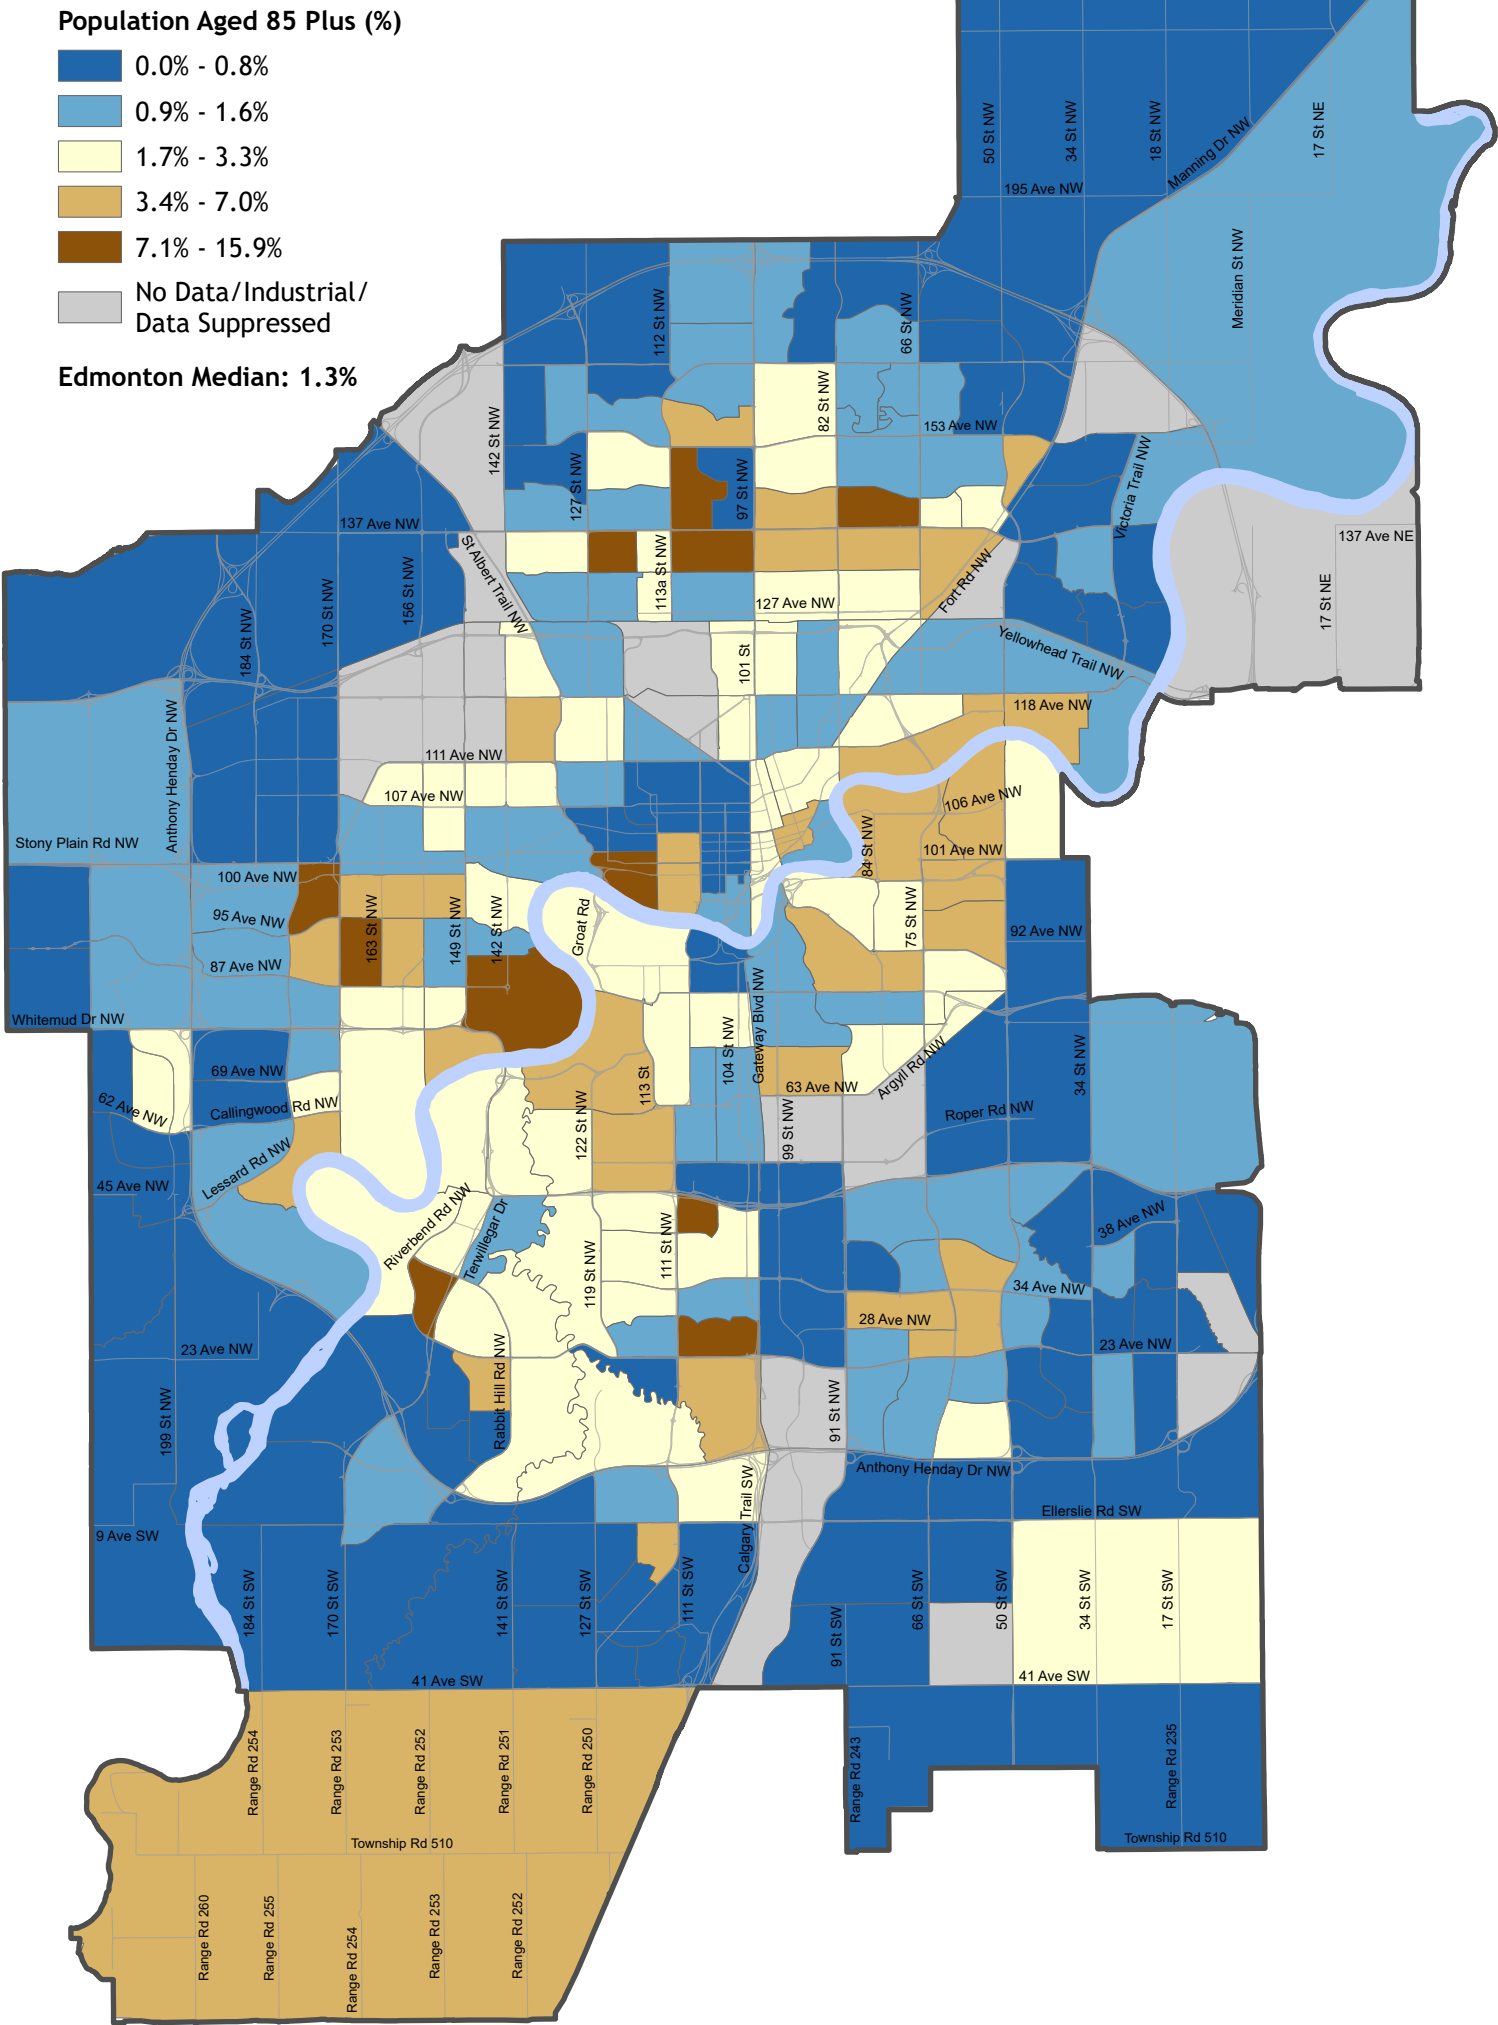 Population Aged 85 Plus (%)
0.0% - 0.8%
0.9% - 1.6%
1.7% - 3.3%
3.4% - 7.0%
7.1% - 15.9%
No Data/Industrial/
Data Suppressed
Edmonton Median: 1.3%
50 St NW
34 St NW
18 St NW
Manning Dr NW
17 St NE
195 Ave NW
Meridian St NW
112 St NW
66 St NW
82 St NW
142 St NW
153 Ave NW
127 St NW
97 St NW
Victoria Trail NW
137 Ave NW
137 Ave NE
St Albert Trail NW
113a St NW
Fort Rd NW
156 St NW
170 St NW
184 St NW
127 Ave NW
17 St NE
Yellowhead Trail NW
101 St
118 Ave NW
Anthony Henday Dr NW
111 Ave NW
107 Ave NW
106 Ave NW
Stony Plain Rd NW
84 St NW
101 Ave NW
100 Ave NW
95 Ave NW
163 St NW
149 St NW
142 St NW
Groat Rd
75 St NW
92 Ave NW
87 Ave NW
Gateway Blvd NW
Whitemud Dr NW
104 St NW
34 St NW
69 Ave NW
113 St
63 Ave NW
Argyll Rd NW
62 Ave NW
Callingwood Rd NW
122 St NW
99 St NW
Roper Rd NW
Lessard Rd NW
45 Ave NW
Riverbend Rd NW
Terwillegar Dr
119 St NW
111 St NW
38 Ave NW
34 Ave NW
28 Ave NW
23 Ave NW
23 Ave NW
Rabbit Hill Rd NW
199 St NW
91 St NW
Anthony Henday Dr NW
Calgary Trail SW
Ellerslie Rd SW
9 Ave SW
184 St SW
170 St SW
141 St SW
127 St SW
111 St SW
91 St SW
66 St SW
50 St SW
34 St SW
17 St SW
41 Ave SW
41 Ave SW
Range Rd 254
Range Rd 253
Range Rd 252
Range Rd 251
Range Rd 250
Range Rd 243
Range Rd 235
Township Rd 510
Township Rd 510
Range Rd 260
Range Rd 255
Range Rd 254
Range Rd 253
Range Rd 252